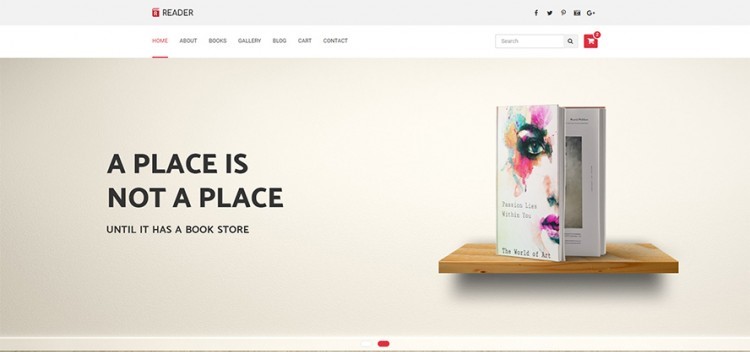 READER
HOME ABOUT BOOKS GALLERY BLOG CART CONTACT
Search
A PLACE IS
NOT A PLACE
UNTIL IT HAS A BOOK STORE
Passion Lies
Within You
The World of Art